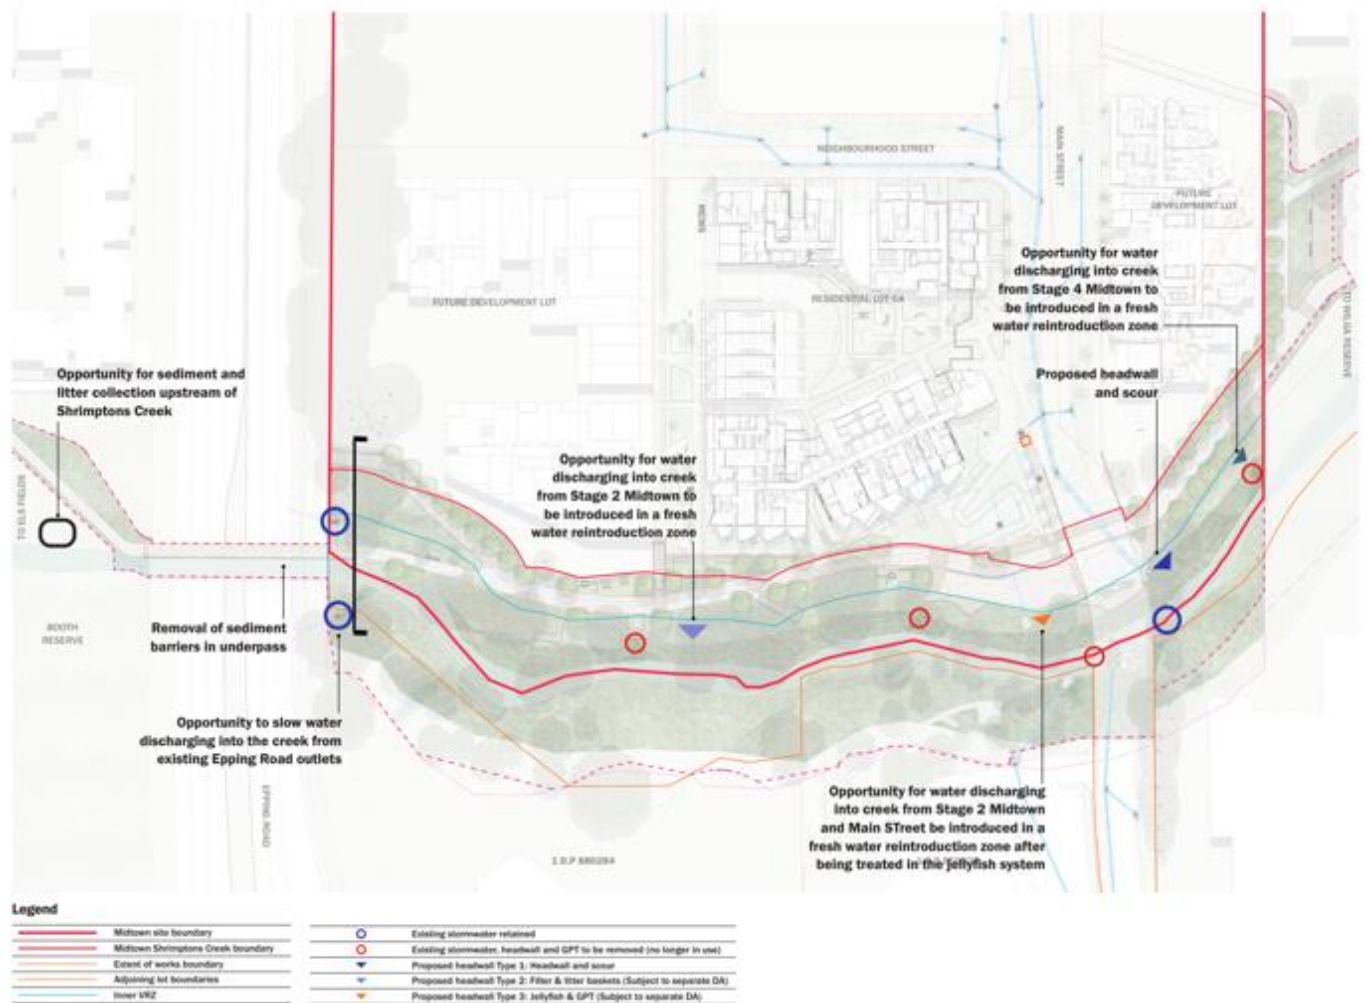 NEIGHBOURHOOD STREET
MAIN STREET
MEWS
FUTURE
DEVELOPMENT LOT
Opportunity for water
discharging into creek
from Stage 4 Midtown to
be introduced in a fresh
water reintroduction zone
FUTURE DEVELOPMENT LOT
RESIDENTIAL LOT C4
TO WILGA RESERVE
Opportunity for sediment and
litter collection upstream of
Shrimptons Creek
Proposed headwall
and scour
Opportunity for water
discharging into creek
from Stage 2 Midtown to
be introduced in a fresh
water reintroduction zone
TO ELS FIELDS
BOOTH
RESERVE
Removal of sediment
barriers in underpass
Opportunity to slow water
discharging into the creek from
existing Epping Road outlets
EPPING ROAD
Opportunity for water discharging
into creek from Stage 2 Midtown
and Main STreet be introduced in a
fresh water reintroduction zone after
being treated in the jellyfish system
Legend
Midtown site boundary
Midtown Shrimptons Creek boundary
Extent of works boundary
Adjoining lot boundaries
Inner VRZ
Existing stormwater retained
Existing stormwater, headwall and GPT to be removed (no longer in use)
Proposed headwall Type 1: Headwall and scour
Proposed headwall Type 2: Filter & litter baskets (Subject to separate DA)
Proposed headwall Type 3: Jellyfish & GPT (Subject to separate DA)